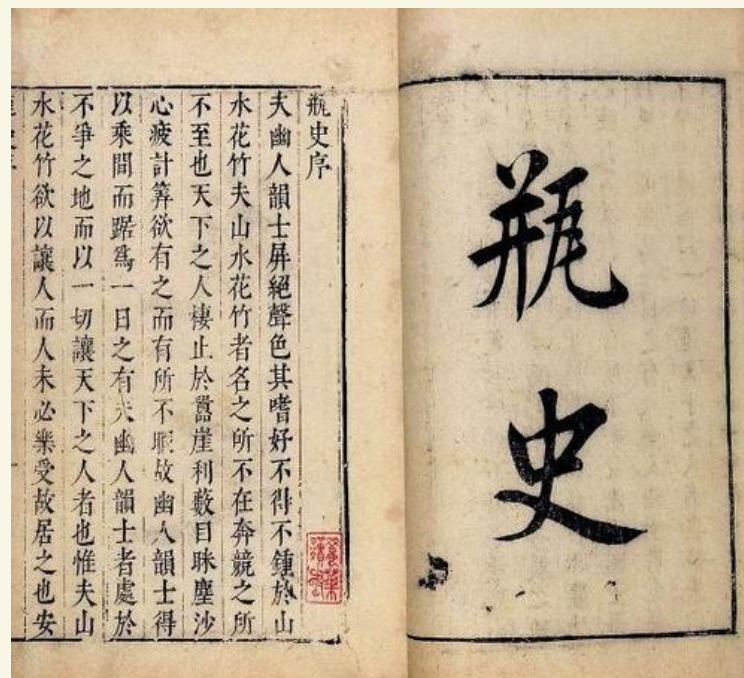 瓶史
瓶史序
夫幽人韻士屏絕聲色其嗜好不得不鍾於山
水花竹夫山水花竹者名之所不在奔競之所
不至也天下之人棲止於囂崖利藪目眯塵沙
心疲計筭欲有之而有所不暇故幽人韻士得
以乘間而踞爲一日之有夫幽人韻士者處於
不爭之地而以一切讓天下之人者也惟夫山
水花竹欲以讓人而人未必樂受故居之也安